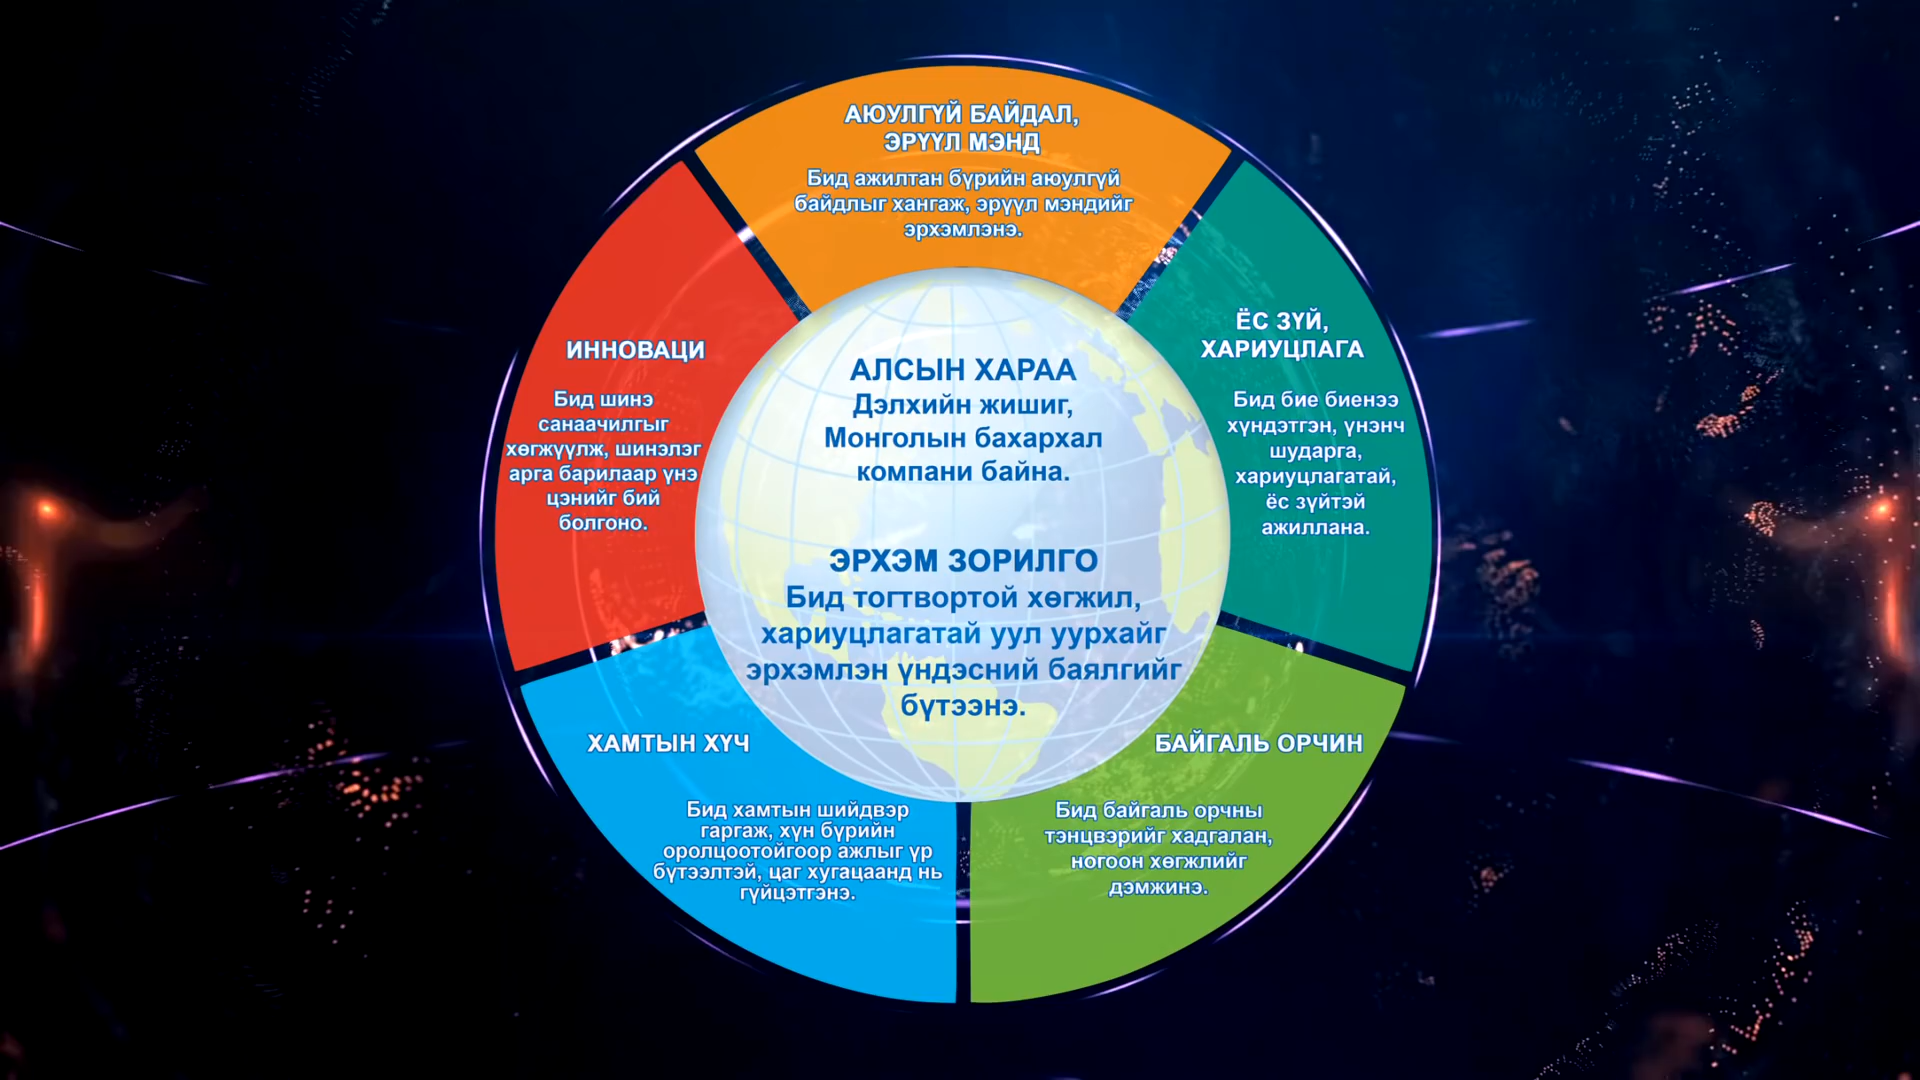 АЮУЛГҮЙ БАЙДАЛ,
ЭРҮҮЛ МЭНД
Бид ажилтан бүрийн аюулгүй
байдлыг хангаж, эрүүл мэндийг
эрхэмлэнэ.
ЁС ЗҮЙ,
ХАРИУЦЛАГА
Бид бие биенээ
хүндэтгэн, үнэнч
шударга,
хариуцлагатай,
ёс зүйтэй
ажиллана.
БАЙГАЛЬ ОРЧИН
Бид байгаль орчны
тэнцвэрийг хадгалан,
ногоон хөгжлийг
дэмжинэ.
ХАМТЫН ХҮЧ
Бид хамтын шийдвэр
гаргаж, хүн бүрийн
оролцоотойгоор ажлыг үр
бүтээлтэй, цаг хугацаанд нь
гүйцэтгэнэ.
ИННОВАЦИ
Бид шинэ
санаачилгыг
хөгжүүлж, шинэлэг
арга барилаар үнэ
цэнийг бий
болгоно.
АЛСЫН ХАРАА
Дэлхийн жишиг,
Монголын бахархал
компани байна.
ЭРХЭМ ЗОРИЛГО
Бид тогтвортой хөгжил,
хариуцлагатай уул уурхайг
эрхэмлэн үндэсний баялгийг
бүтээнэ.